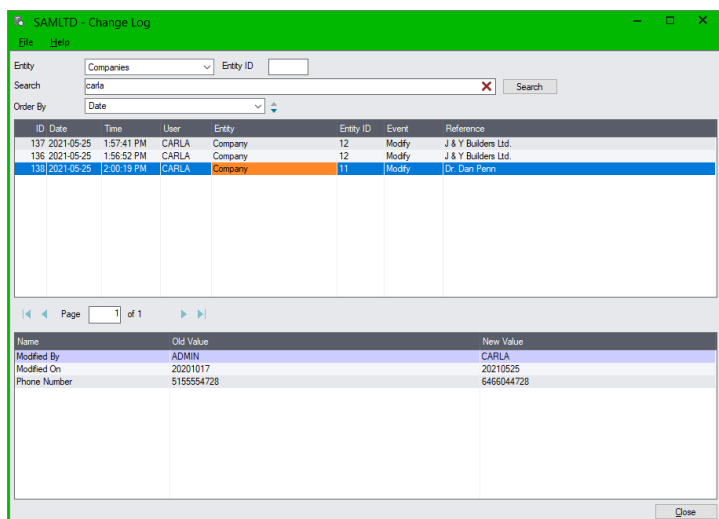 SAMLTD - Change Log
File Help
Entity Companies Entity ID
Search carla Search
Order By Date
ID Date Time User Entity Entity ID Event Reference
137 2021-05-25 1:57:41 PM CARLA Company 12 Modify J & Y Builders Ltd.
136 2021-05-25 1:56:52 PM CARLA Company 12 Modify J & Y Builders Ltd.
138 2021-05-25 2:00:19 PM CARLA Company 11 Modify Dr. Dan Penn
Page 1 of 1
Name Old Value New Value
Modified By ADMIN CARLA
Modified On 20201017 20210525
Phone Number 5155554728 6466044728
Close